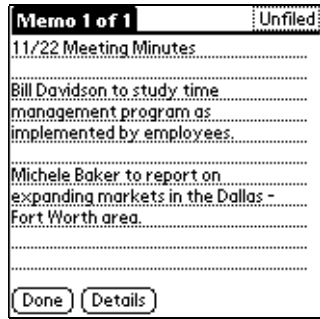 Memo 1 of 1 Unfiled
11/22 Meeting Minutes
Bill Davidson to study time
management program as
implemented by employees.
Michele Baker to report on
expanding markets in the Dallas -
Fort Worth area.
Done Details